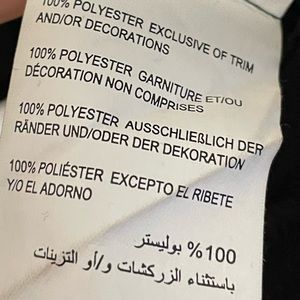 100% POLYESTER EXCLUSIVE OF TRIM
AND/OR DECORATIONS
100% POLYESTER GARNITURE ET/OU
DÉCORATION NON COMPRISES
100% POLYESTER AUSSCHLIEßLICH DER
RÄNDER UND/ODER DER DEKORATION
100% POLIÉSTER EXCEPTO EL RIBETE
Y/O EL ADORNO
100% بوليستر
باستثناء الزركشات و/أو التزينات